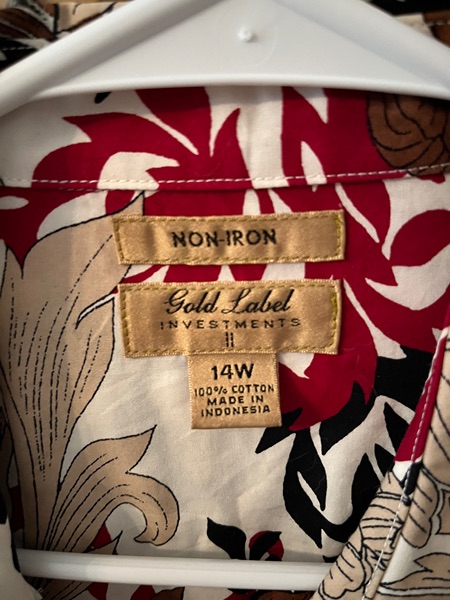 NON-IRON
Gold Label
INVESTMENTS
II
14W
100% COTTON
MADE IN
INDONESIA